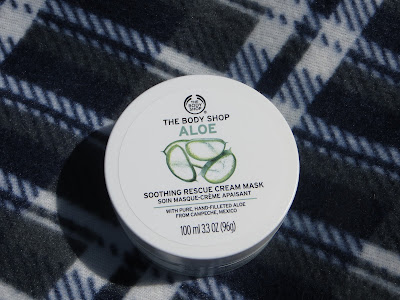 THE
BODY
SHOP
THE BODY SHOP
ALOE
SOOTHING RESCUE CREAM MASK
SOIN MASQUE-CRÈME APAISANT
WITH PURE, HAND-FILLETED ALOE
FROM CAMPECHE, MEXICO
100 ml 3.3 OZ (96g)